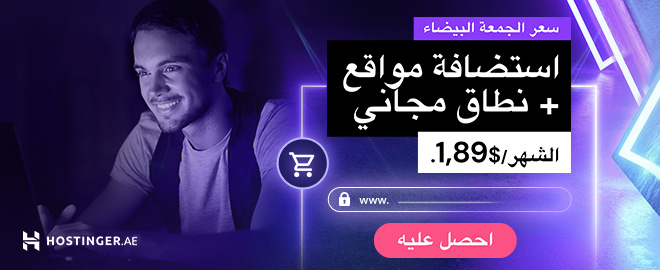 سعر الجمعة البيضاء
استضافة مواقع
+ نطاق مجاني
1,89$/الشهر.
www.
احصل عليه
HOSTINGER.AE